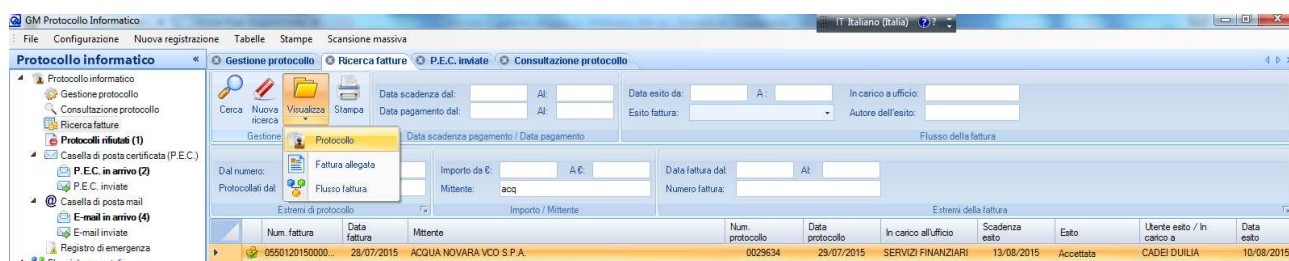 GM Protocollo Informatico
IT Italiano (Italia) ? ?
File Configurazione Nuova registrazione Tabelle Stampe Scansione massiva
Protocollo informatico «
Gestione protocollo Ricerca fatture P.E.C. inviate Consultazione protocollo
Protocollo informatico
Gestione protocollo
Consultazione protocollo
Ricerca fatture
Protocolli rifiutati (1)
Casella di posta certificata (P.E.C.)
P.E.C. in arrivo (2)
P.E.C. inviate
Casella di posta mail
E-mail in arrivo (4)
E-mail inviate
Registro di emergenza
Cerca
Nuova ricerca
Visualizza
Stampa
Gestione
Protocollo
Fattura allegata
Flusso fattura
Data scadenza dal: Al:
Data pagamento dal: Al:
Data scadenza pagamento / Data pagamento
Data esito da: A : In carico a ufficio:
Esito fattura: Autore dell'esito:
Flusso della fattura
Dal numero:
Protocollati dal:
Estremi di protocollo
Importo da €: A €:
Mittente: acq
Importo / Mittente
Data fattura dal: Al:
Numero fattura:
Estremi della fattura
Num. fattura Data fattura Mittente Num. protocollo Data protocollo In carico all'ufficio Scadenza esito Esito Utente esito / In carico a Data esito
0550120150000... 28/07/2015 ACQUA NOVARA VCO S.P.A. 0029634 29/07/2015 SERVIZI FINANZIARI 13/08/2015 Accettata CADEI DUILIA 10/08/2015